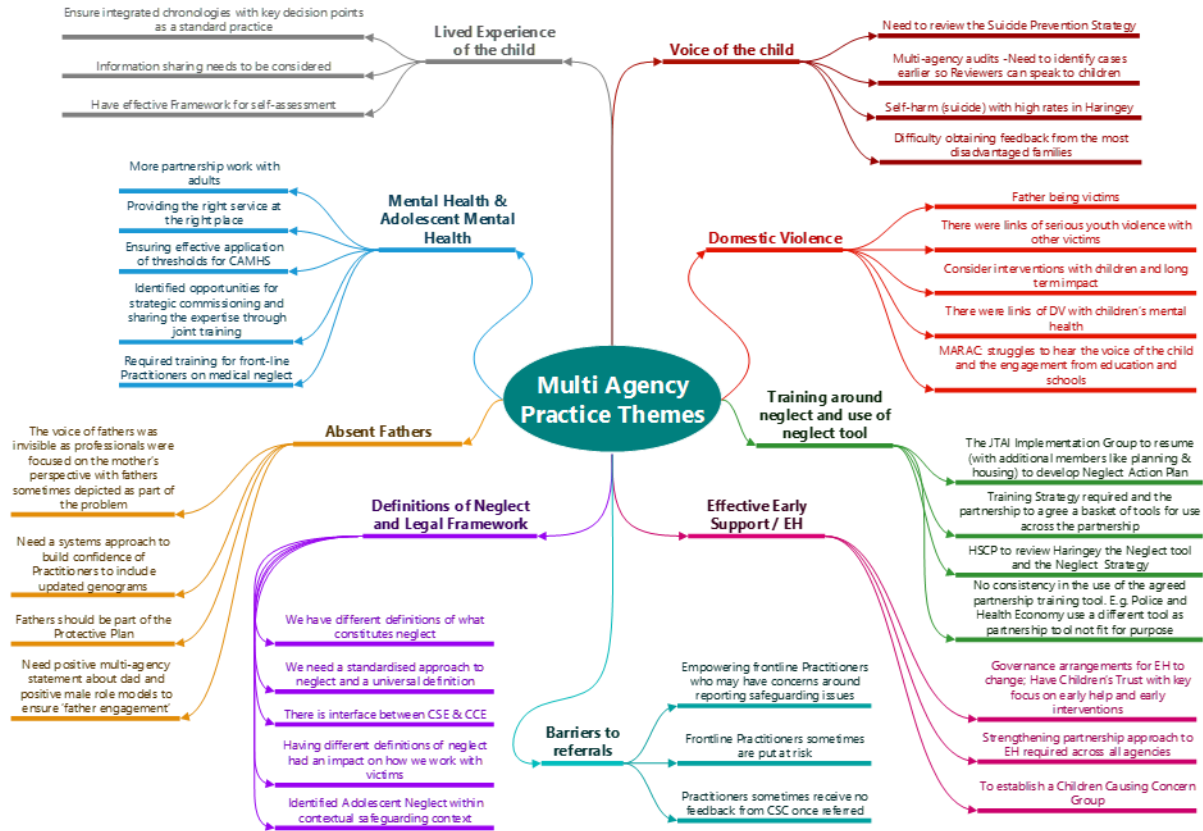 Multi Agency
Practice Themes
Lived Experience
of the child
Ensure integrated chronologies with key decision points
as a standard practice
Information sharing needs to be considered
Have effective Framework for self-assessment
Voice of the child
Need to review the Suicide Prevention Strategy
Multi-agency audits -Need to identify cases
earlier so Reviewers can speak to children
Self-harm (suicide) with high rates in Haringey
Difficulty obtaining feedback from the most
disadvantaged families
Mental Health &
Adolescent Mental
Health
More partnership work with
adults
Providing the right service at
the right place
Ensuring effective application
of thresholds for CAMHS
Identified opportunities for
strategic commissioning and
sharing the expertise through
joint training
Required training for front-line
Practitioners on medical neglect
Domestic Violence
Father being victims
There were links of serious youth violence with
other victims
Consider interventions with children and long
term impact
There were links of DV with children's mental
health
MARAC: struggles to hear the voice of the child
and the engagement from education and
schools
Absent Fathers
The voice of fathers was
invisible as professionals were
focused on the mother's
perspective with fathers
sometimes depicted as part of
the problem
Need a systems approach to
build confidence of
Practitioners to include
updated genograms
Fathers should be part of the
Protective Plan
Need positive multi-agency
statement about dad and
positive male role models to
ensure 'father engagement'
Training around
neglect and use of
neglect tool
The JTAI Implementation Group to resume
(with additional members like planning &
housing) to develop Neglect Action Plan
Training Strategy required and the
partnership to agree a basket of tools for use
across the partnership
HSCP to review Haringey the Neglect tool
and the Neglect Strategy
No consistency in the use of the agreed
partnership training tool. E.g. Police and
Health Economy use a different tool as
partnership tool not fit for purpose
Definitions of Neglect
and Legal Framework
We have different definitions of what
constitutes neglect
We need a standardised approach to
neglect and a universal definition
There is interface between CSE & CCE
Having different definitions of neglect
had an impact on how we work with
victims
Identified Adolescent Neglect within
contextual safeguarding context
Effective Early
Support / EH
Governance arrangements for EH to
change; Have Children's Trust with key
focus on early help and early
interventions
Strengthening partnership approach to
EH required across all agencies
To establish a Children Causing Concern
Group
Barriers to
referrals
Empowering frontline Practitioners
who may have concerns around
reporting safeguarding issues
Frontline Practitioners sometimes
are put at risk
Practitioners sometimes receive no
feedback from CSC once referred